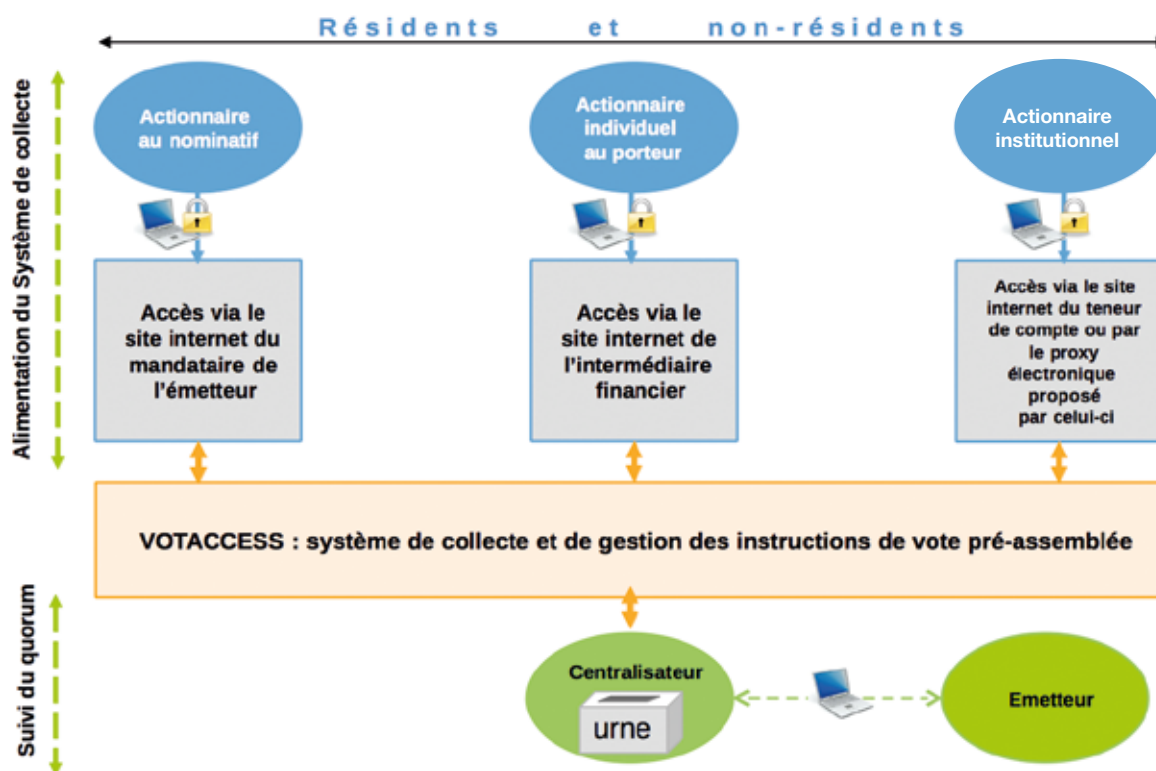 Résidents et non-résidents
Alimentation du Système de collecte
Actionnaire
au nominatif
Actionnaire
individuel
au porteur
Actionnaire
institutionnel
Accès via le
site internet du
mandataire de
l'émetteur
Accès via le
site internet de
l'intermédiaire
financier
Accès via le site
internet du teneur
de compte ou par
le proxy
électronique
proposé
par celui-ci
VOTACCESS : système de collecte et de gestion des instructions de vote pré-assemblée
Suivi du quorum
Centralisateur
urne
Emetteur